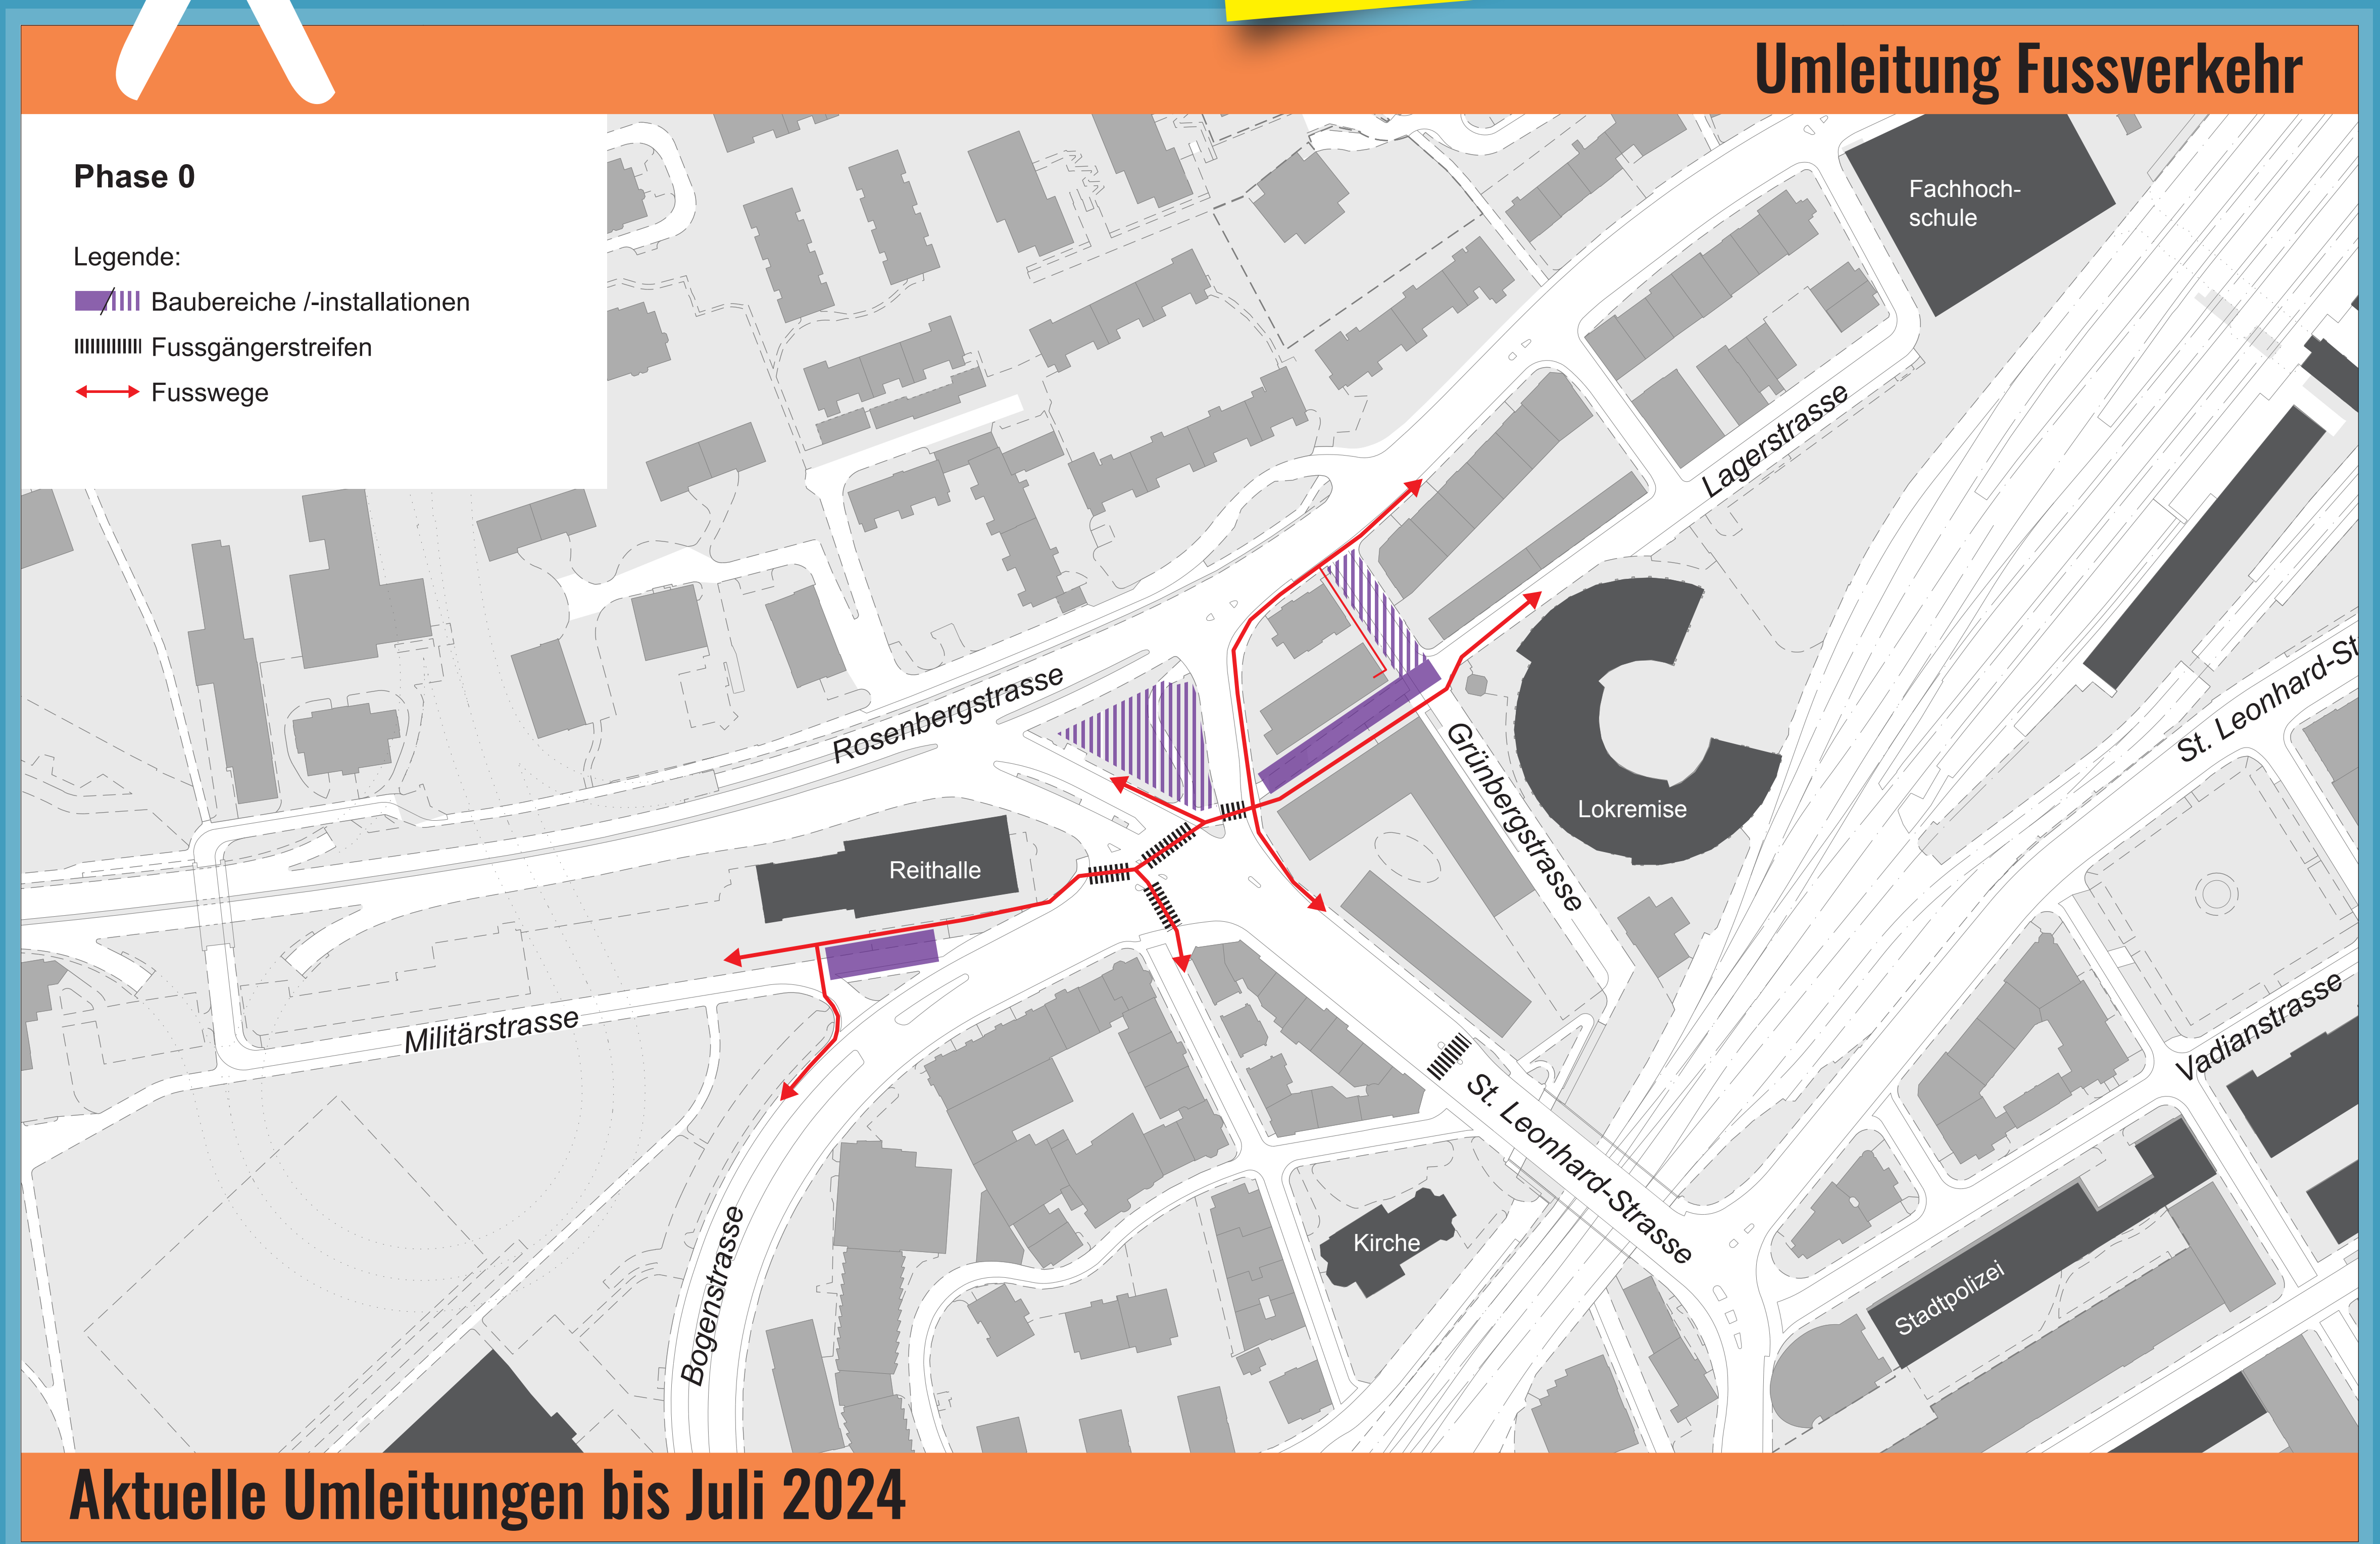 Umleitung Fussverkehr
Phase 0
Legende:
Baubereiche /-installationen
Fussgängerstreifen
Fusswege
Fachhoch-
schule
Lagerstrasse
Rosenbergstrasse
Grünbergstrasse
Lokremise
St. Leonhard-St
Reithalle
Militärstrasse
Vadianstrasse
St. Leonhard-Strasse
Bogenstrasse
Kirche
Stadtpolizei
Aktuelle Umleitungen bis Juli 2024